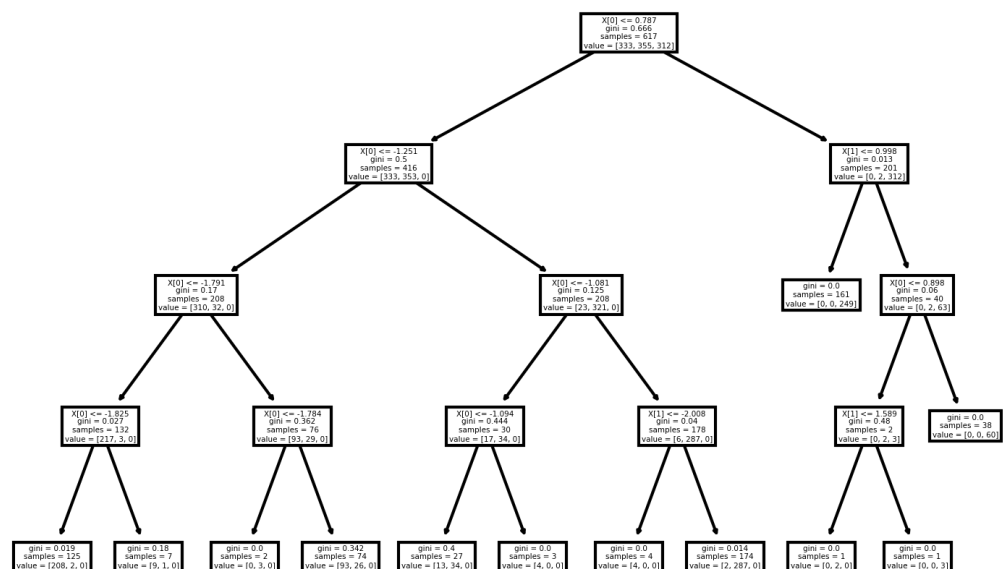 X[0] <= 0.787
gini = 0.666
samples = 617
value = [333, 355, 312]
X[0] <= -1.251
gini = 0.5
samples = 416
value = [333, 353, 0]
X[1] <= 0.998
gini = 0.013
samples = 201
value = [0, 2, 312]
X[0] <= -1.791
gini = 0.17
samples = 208
value = [310, 32, 0]
X[0] <= -1.081
gini = 0.125
samples = 208
value = [23, 321, 0]
gini = 0.0
samples = 161
value = [0, 0, 249]
X[0] <= 0.898
gini = 0.06
samples = 40
value = [0, 2, 63]
X[0] <= -1.825
gini = 0.027
samples = 132
value = [217, 3, 0]
X[0] <= -1.784
gini = 0.362
samples = 76
value = [93, 29, 0]
X[0] <= -1.094
gini = 0.444
samples = 30
value = [17, 34, 0]
X[1] <= -2.008
gini = 0.04
samples = 178
value = [6, 287, 0]
X[1] <= 1.589
gini = 0.48
samples = 2
value = [0, 2, 3]
gini = 0.0
samples = 38
value = [0, 0, 60]
gini = 0.019
samples = 125
value = [208, 2, 0]
gini = 0.18
samples = 7
value = [9, 1, 0]
gini = 0.0
samples = 2
value = [0, 3, 0]
gini = 0.342
samples = 74
value = [93, 26, 0]
gini = 0.4
samples = 27
value = [13, 34, 0]
gini = 0.0
samples = 3
value = [4, 0, 0]
gini = 0.0
samples = 4
value = [4, 0, 0]
gini = 0.014
samples = 174
value = [2, 287, 0]
gini = 0.0
samples = 1
value = [0, 2, 0]
gini = 0.0
samples = 1
value = [0, 0, 3]